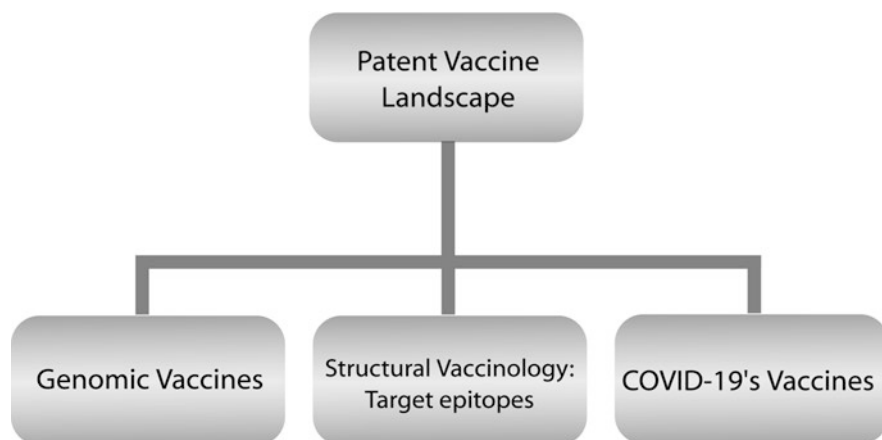 Patent Vaccine
Landscape
Genomic Vaccines
Structural Vaccinology:
Target epitopes
COVID-19's Vaccines